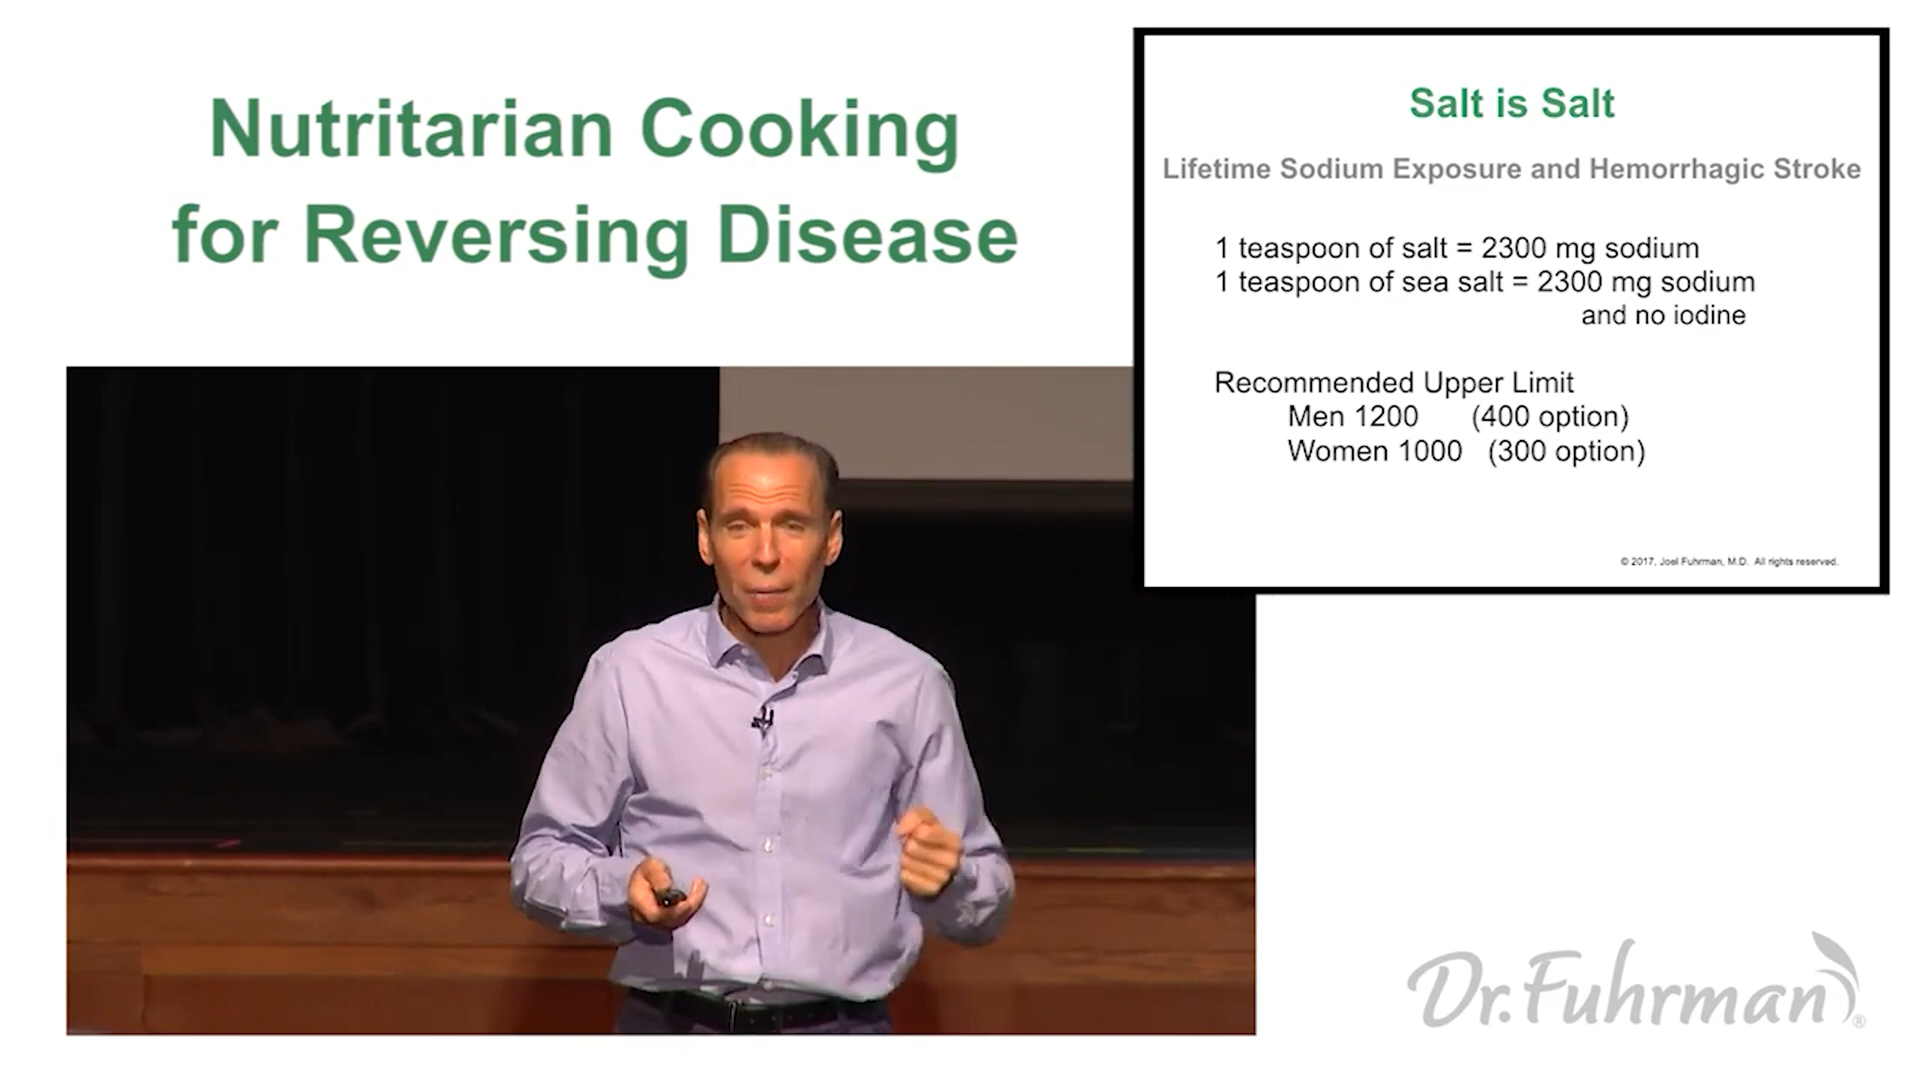 Nutritarian Cooking
for Reversing Disease
Salt is Salt
Lifetime Sodium Exposure and Hemorrhagic Stroke
1 teaspoon of salt = 2300 mg sodium
1 teaspoon of sea salt = 2300 mg sodium
and no iodine
Recommended Upper Limit
Men 1200 (400 option)
Women 1000 (300 option)
© 2017, Joel Fuhrman, M.D. All rights reserved.
Dr. Fuhrman®